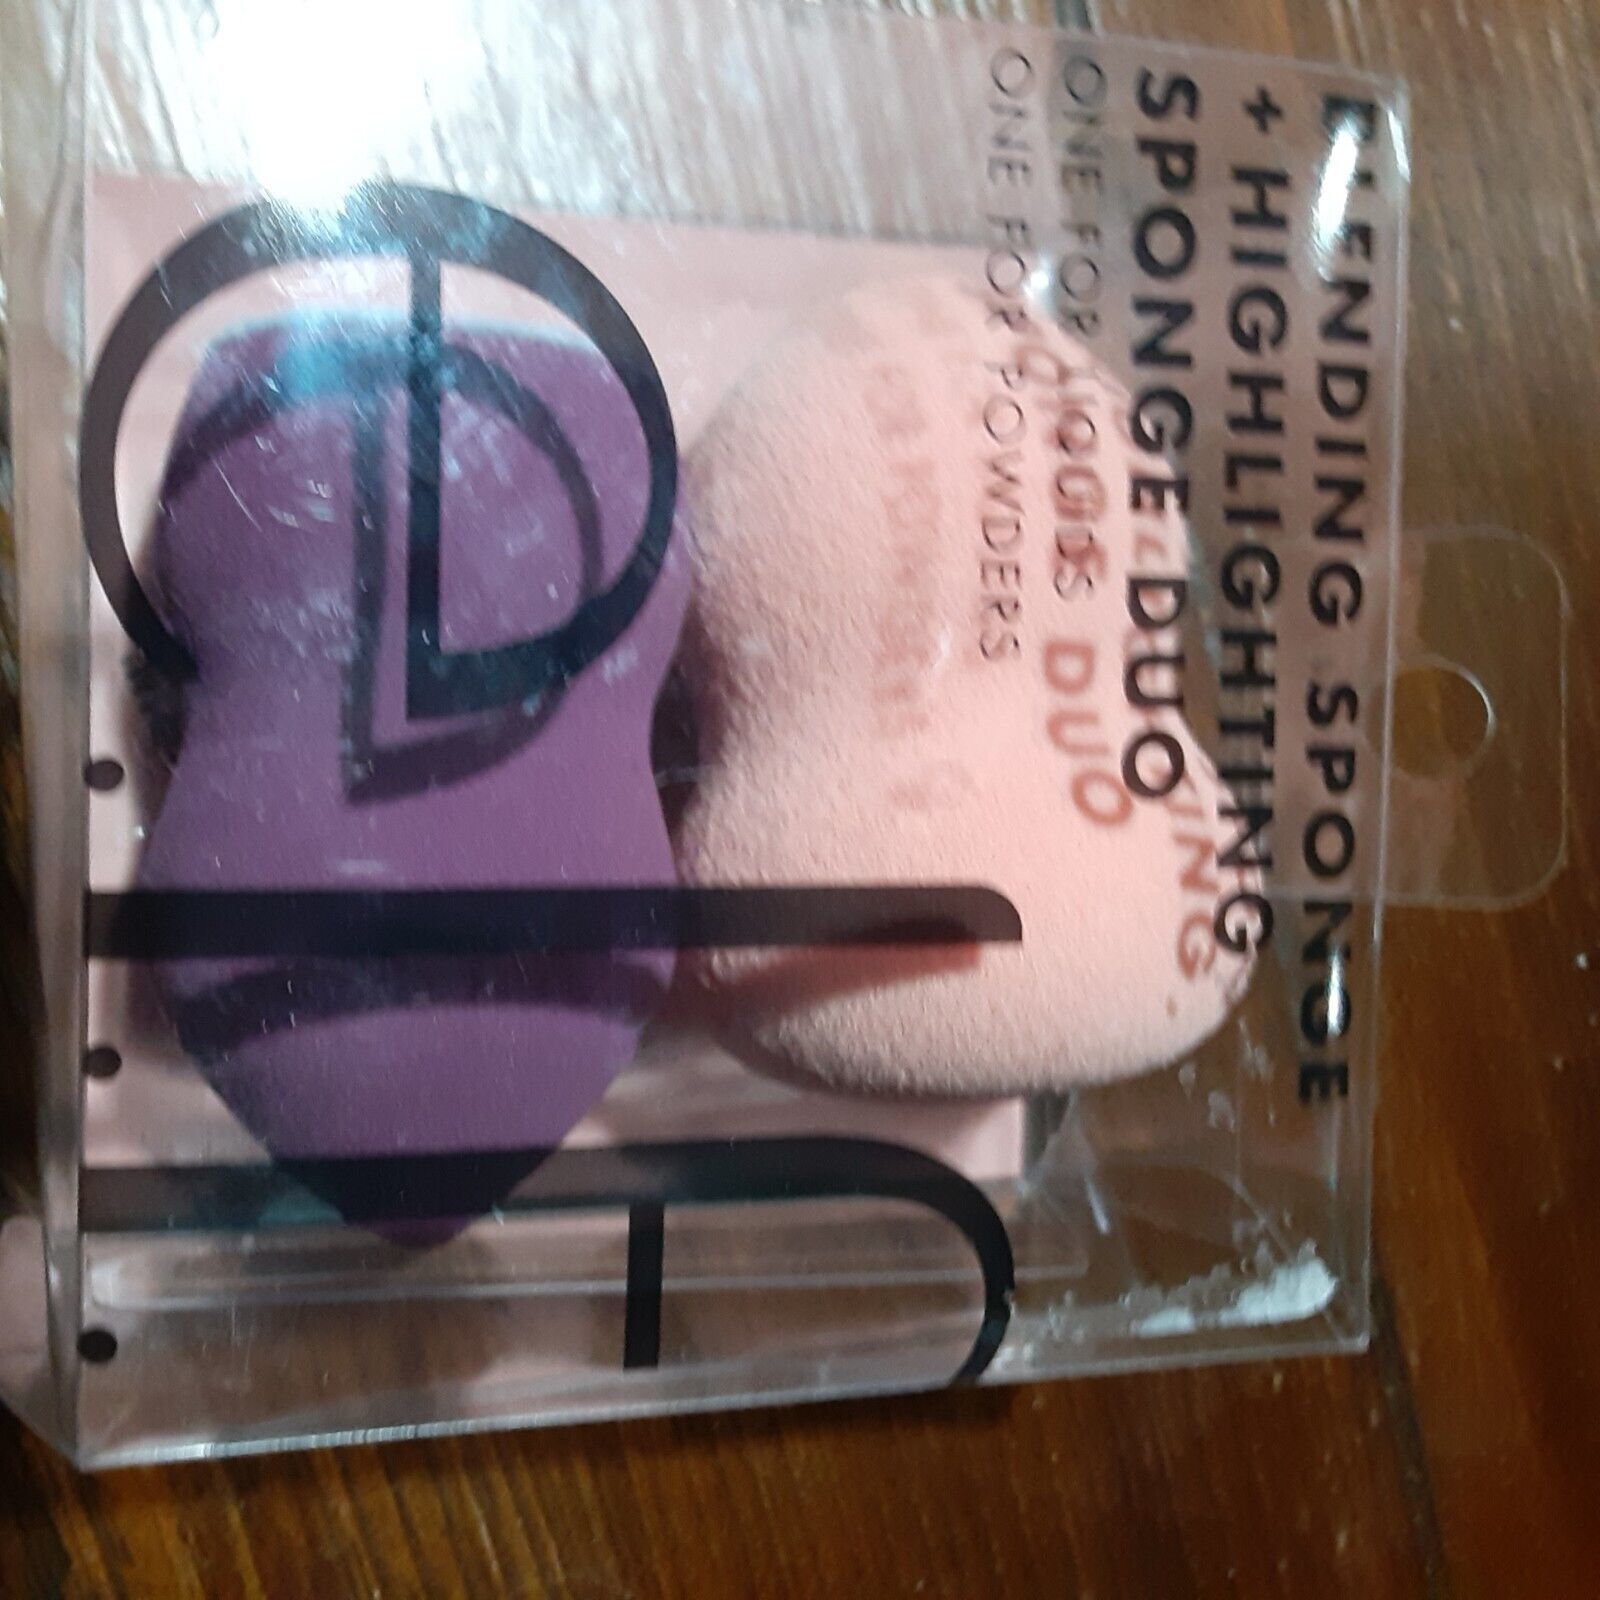 BLENDING SPONGE
+ HIGHLIGHTING
SPONGE DUO
ONE FOR LIQUIDS
ONE FOR POWDERS